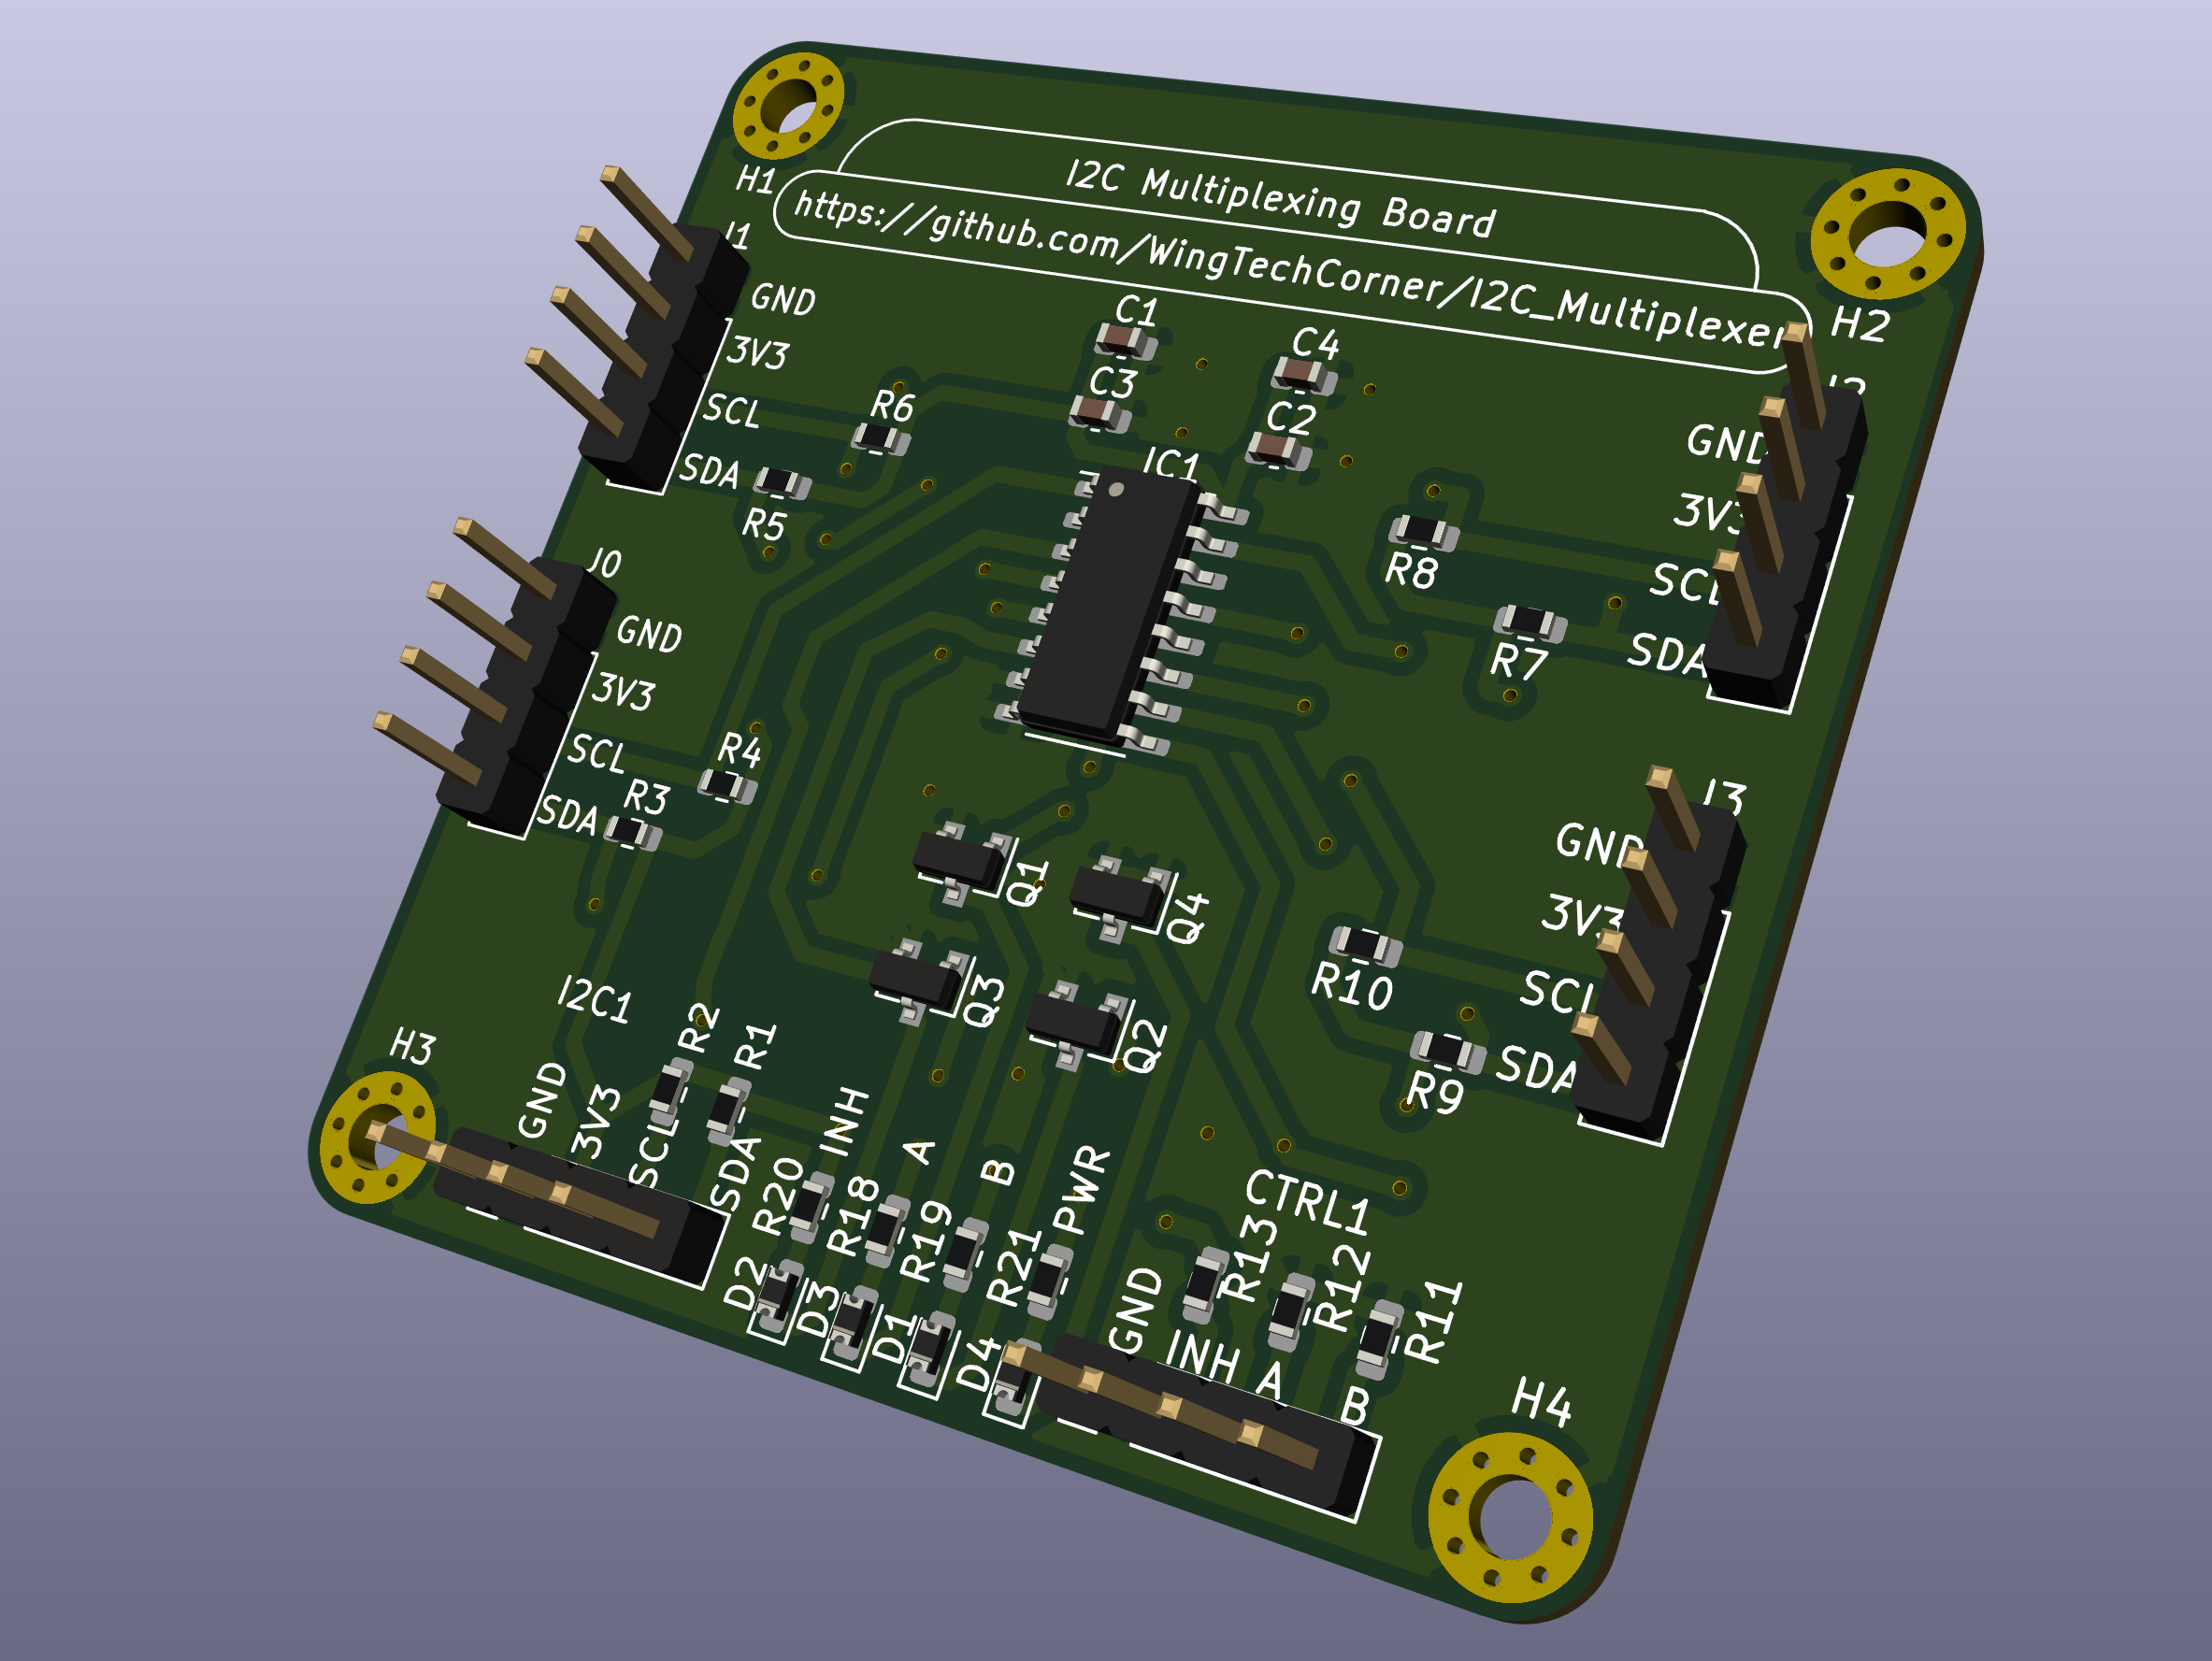 I2C Multiplexing Board
https://github.com/WingTechCorner/I2C_Multiplexer
H1
H2
J1
GND
3V3
SCL
SDA
C1
C3
C4
C2
R6
R5
IC1
GND
3V3
SCL
SDA
R8
R7
J0
GND
3V3
SCL
SDA
R4
R3
J3
GND
3V3
SCL
SDA
R10
R9
Q1
Q4
Q3
Q2
I2C1
H3
GND
3V3
SCL
SDA
R2
R1
INH
A
B
PWR
R20
R18
R19
R21
D2
D3
D1
D4
CTRL1
GND
INH
A
B
R13
R12
R11
H4